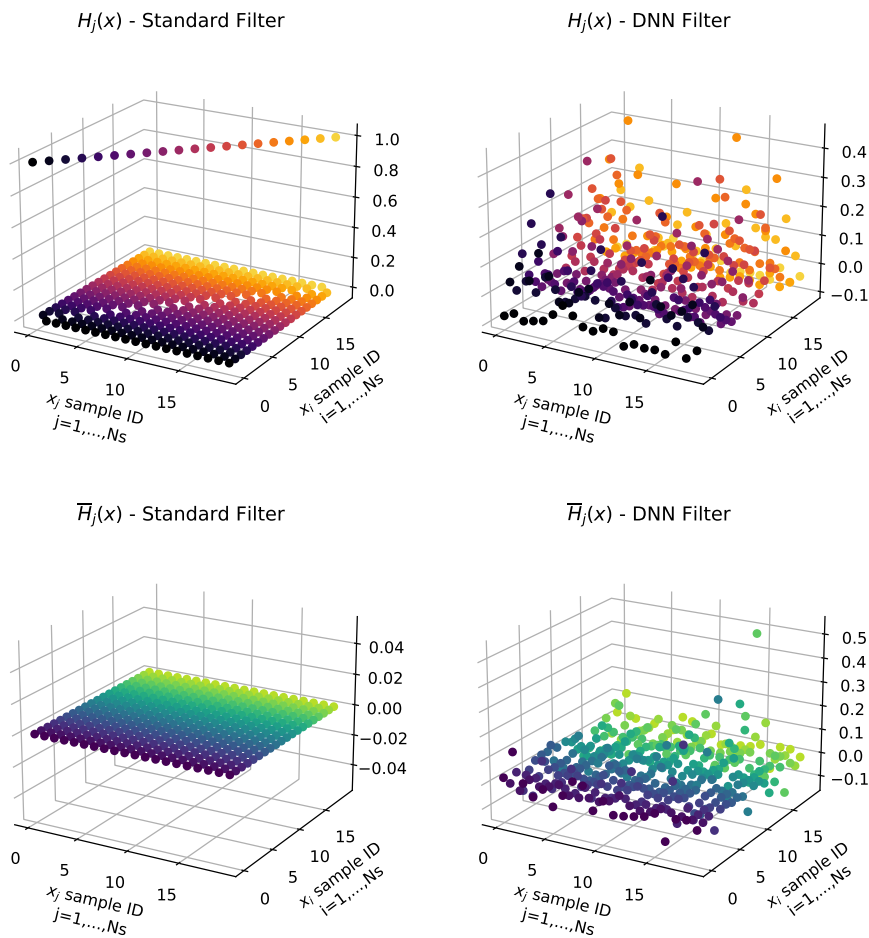 H_j(x) - Standard Filter
1.0
0.8
0.6
0.4
0.2
0.0
0
5
10
15
x_j sample ID
j=1,...,Ns
0
5
10
15
x_i sample ID
i=1,...,Ns
H_j(x) - DNN Filter
0.4
0.3
0.2
0.1
0.0
−0.1
0
5
10
15
x_j sample ID
j=1,...,Ns
0
5
10
15
x_i sample ID
i=1,...,Ns
H̅_j(x) - Standard Filter
0.04
0.02
0.00
−0.02
−0.04
0
5
10
15
x_j sample ID
j=1,...,Ns
0
5
10
15
x_i sample ID
i=1,...,Ns
H̅_j(x) - DNN Filter
0.5
0.4
0.3
0.2
0.1
0.0
−0.1
0
5
10
15
x_j sample ID
j=1,...,Ns
0
5
10
15
x_i sample ID
i=1,...,Ns